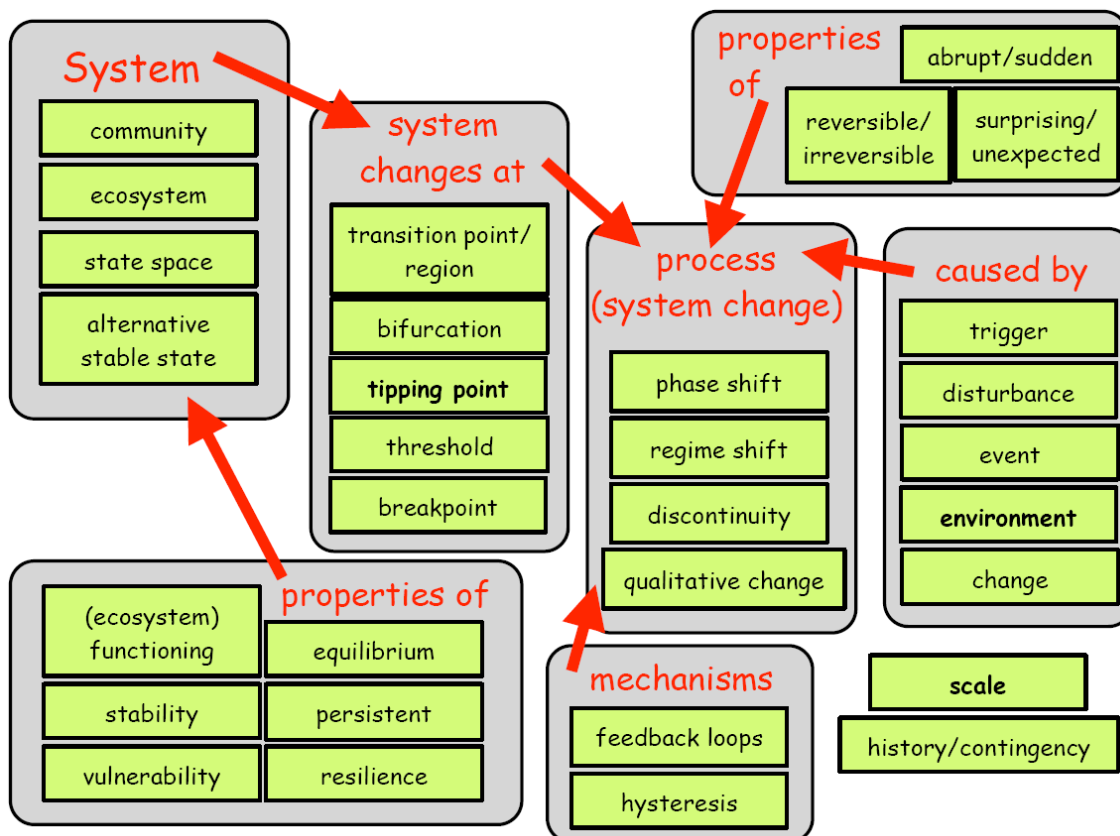 System
community
ecosystem
state space
alternative
stable state
system
changes at
transition point/
region
bifurcation
tipping point
threshold
breakpoint
properties
of
abrupt/sudden
reversible/
irreversible
surprising/
unexpected
process
(system change)
phase shift
regime shift
discontinuity
qualitative change
caused by
trigger
disturbance
event
environment
change
properties of
(ecosystem)
functioning
equilibrium
stability
persistent
vulnerability
resilience
mechanisms
feedback loops
hysteresis
scale
history/contingency